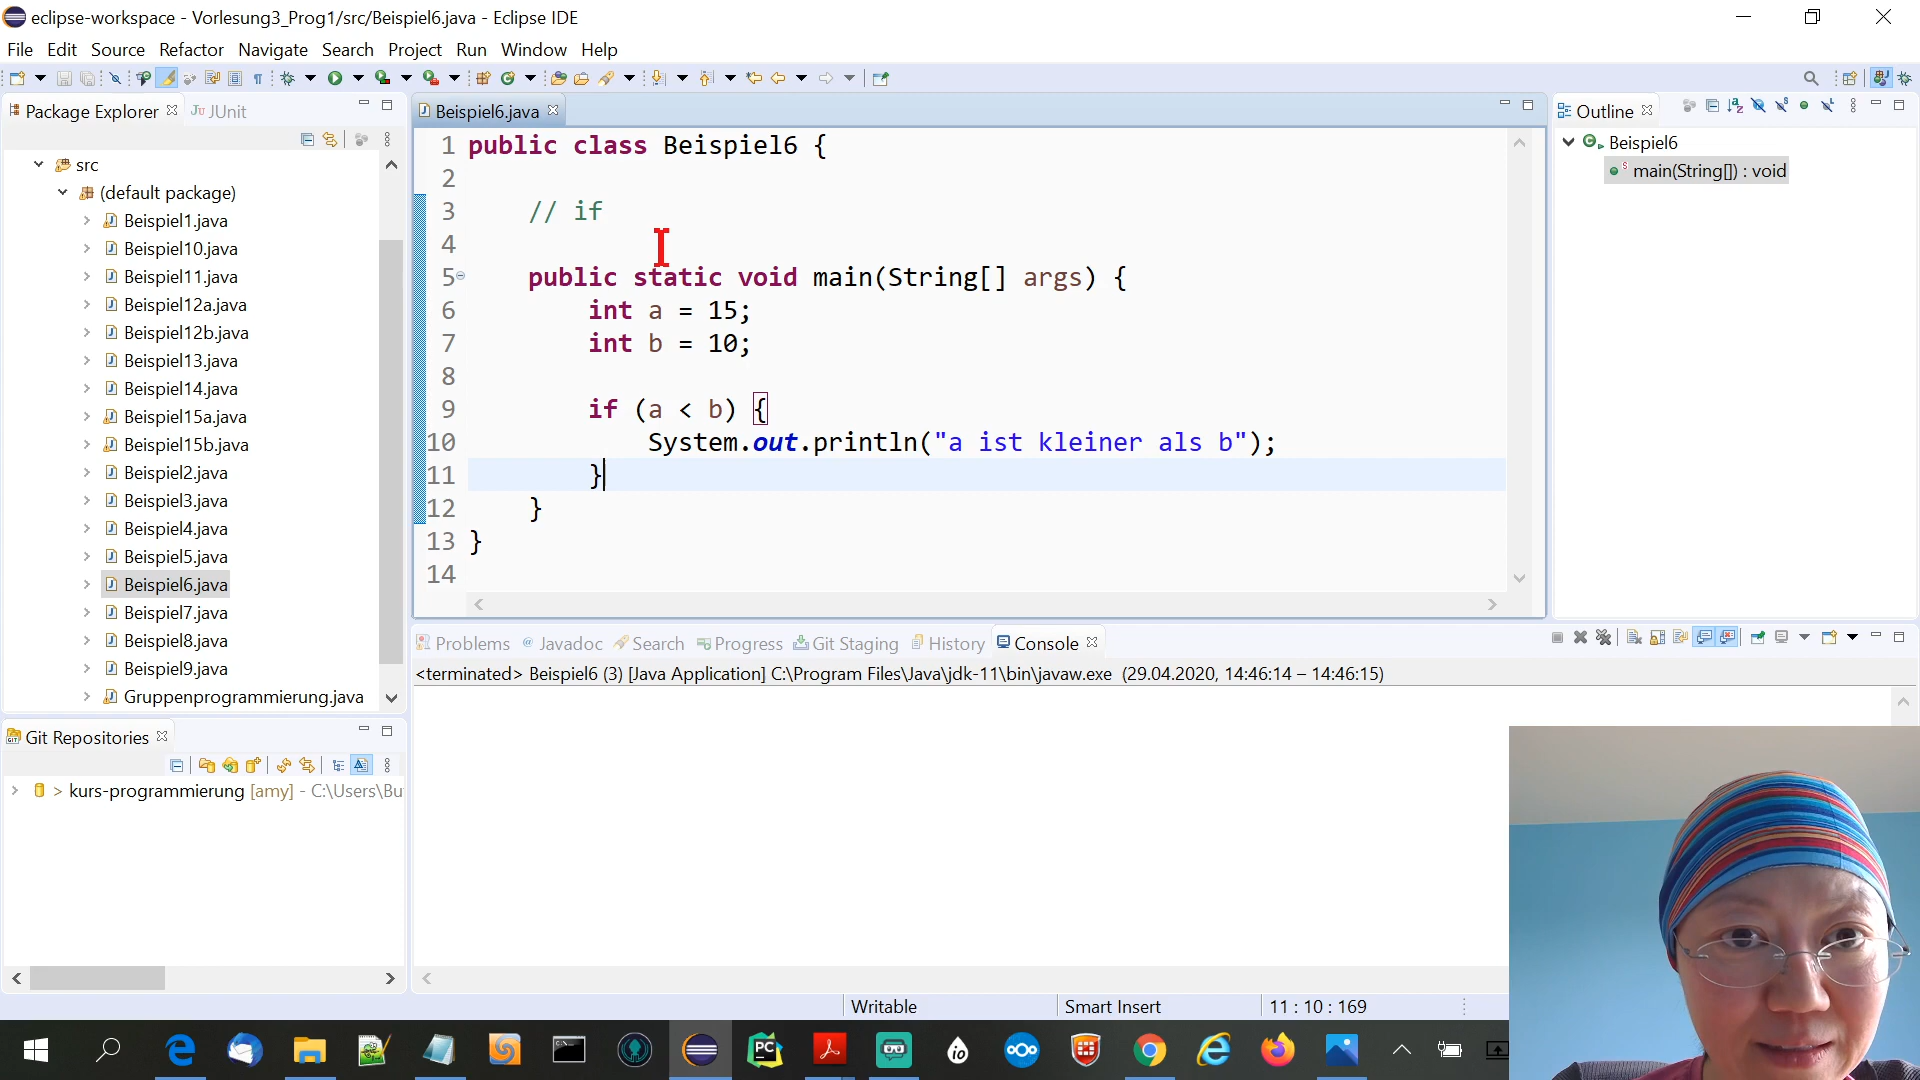 eclipse-workspace - Vorlesung3_Prog1/src/Beispiel6.java - Eclipse IDE
File Edit Source Refactor Navigate Search Project Run Window Help
Package Explorer
JUnit
src
(default package)
Beispiel1.java
Beispiel10.java
Beispiel11.java
Beispiel12a.java
Beispiel12b.java
Beispiel13.java
Beispiel14.java
Beispiel15a.java
Beispiel15b.java
Beispiel2.java
Beispiel3.java
Beispiel4.java
Beispiel5.java
Beispiel6.java
Beispiel7.java
Beispiel8.java
Beispiel9.java
Gruppenprogrammierung.java
Git Repositories
> kurs-programmierung [amy] - C:\Users\Bu
Beispiel6.java
1 public class Beispiel6 {
2
3 // if
4
5 public static void main(String[] args) {
6 int a = 15;
7 int b = 10;
8
9 if (a < b) {
10 System.out.println("a ist kleiner als b");
11 }
12 }
13 }
14
Outline
Beispiel6
main(String[]) : void
Problems @ Javadoc Search Progress Git Staging History Console
<terminated> Beispiel6 (3) [Java Application] C:\Program Files\Java\jdk-11\bin\javaw.exe (29.04.2020, 14:46:14 – 14:46:15)
Writable Smart Insert 11 : 10 : 169
PC
io